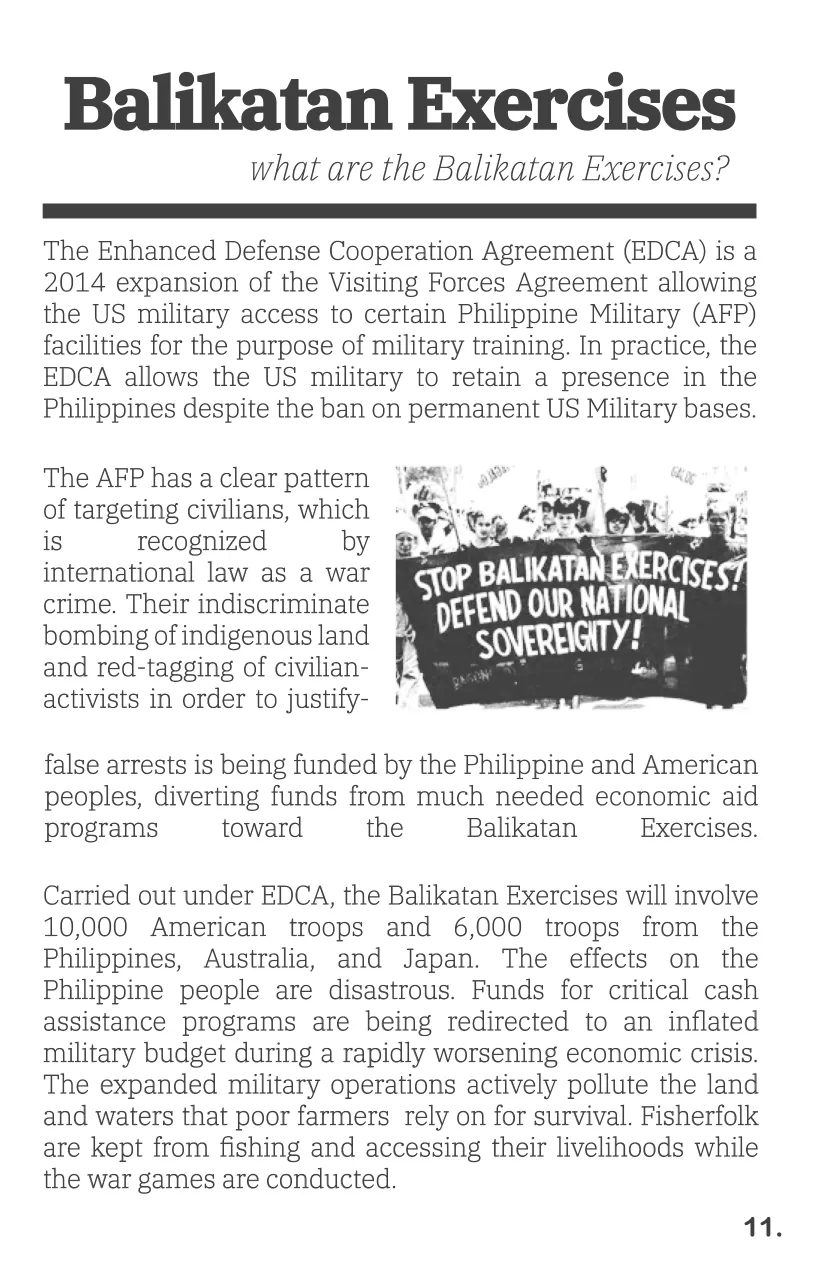 Balikatan Exercises
what are the Balikatan Exercises?
The Enhanced Defense Cooperation Agreement (EDCA) is a
2014 expansion of the Visiting Forces Agreement allowing
the US military access to certain Philippine Military (AFP)
facilities for the purpose of military training. In practice, the
EDCA allows the US military to retain a presence in the
Philippines despite the ban on permanent US Military bases.
The AFP has a clear pattern
of targeting civilians, which
is recognized by
international law as a war
crime. Their indiscriminate
bombing of indigenous land
and red-tagging of civilian-
activists in order to justify-
STOP BALIKATAN EXERCISES!
DEFEND OUR NATIONAL
SOVEREIGNTY!
false arrests is being funded by the Philippine and American
peoples, diverting funds from much needed economic aid
programs toward the Balikatan Exercises.
Carried out under EDCA, the Balikatan Exercises will involve
10,000 American troops and 6,000 troops from the
Philippines, Australia, and Japan. The effects on the
Philippine people are disastrous. Funds for critical cash
assistance programs are being redirected to an inflated
military budget during a rapidly worsening economic crisis.
The expanded military operations actively pollute the land
and waters that poor farmers rely on for survival. Fisherfolk
are kept from fishing and accessing their livelihoods while
the war games are conducted.
11.